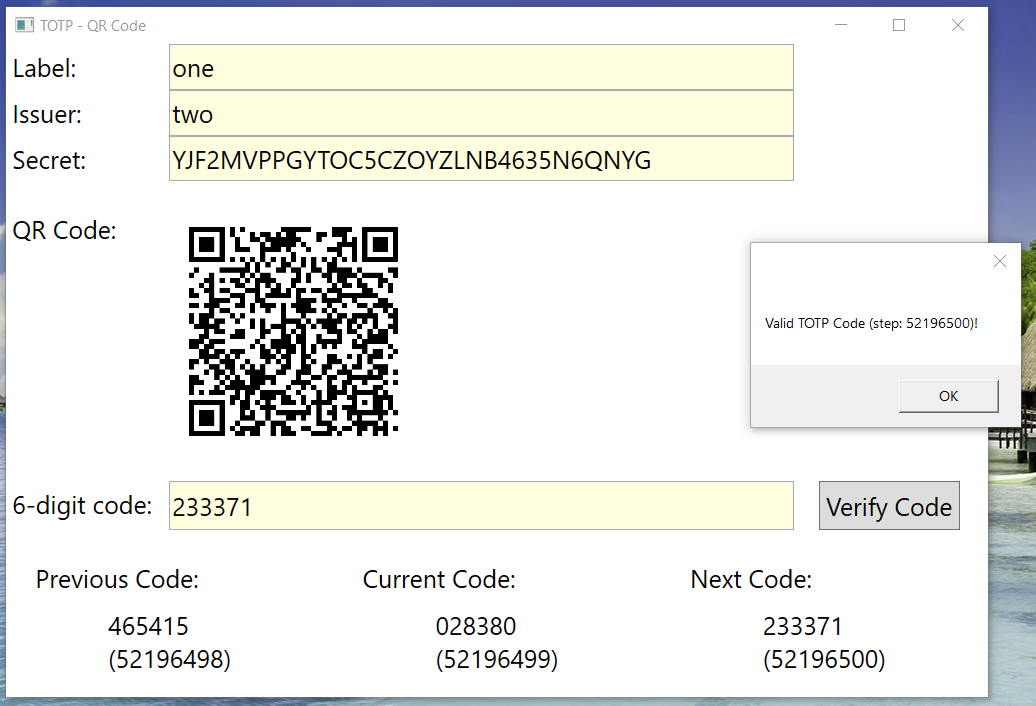 TOTP - QR Code
Label: one
Issuer: two
Secret: YJF2MVPPGYTOC5CZOYZLNB4635N6QNYG
QR Code:
Valid TOTP Code (step: 52196500)!
OK
6-digit code: 233371 Verify Code
Previous Code: Current Code: Next Code:
465415 028380 233371
(52196498) (52196499) (52196500)